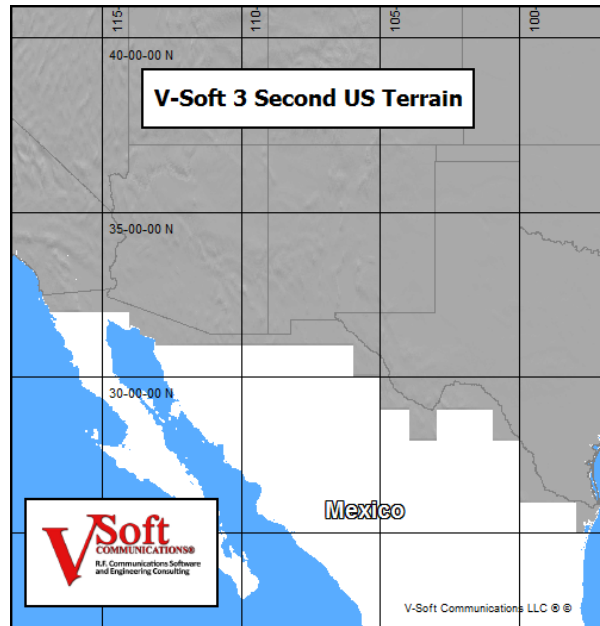 115-
110-
105-
100-
40-00-00 N
V-Soft 3 Second US Terrain
35-00-00 N
30-00-00 N
Mexico
VSoft
COMMUNICATIONS®
R.F. Communications Software
and Engineering Consulting
V-Soft Communications LLC ® ®